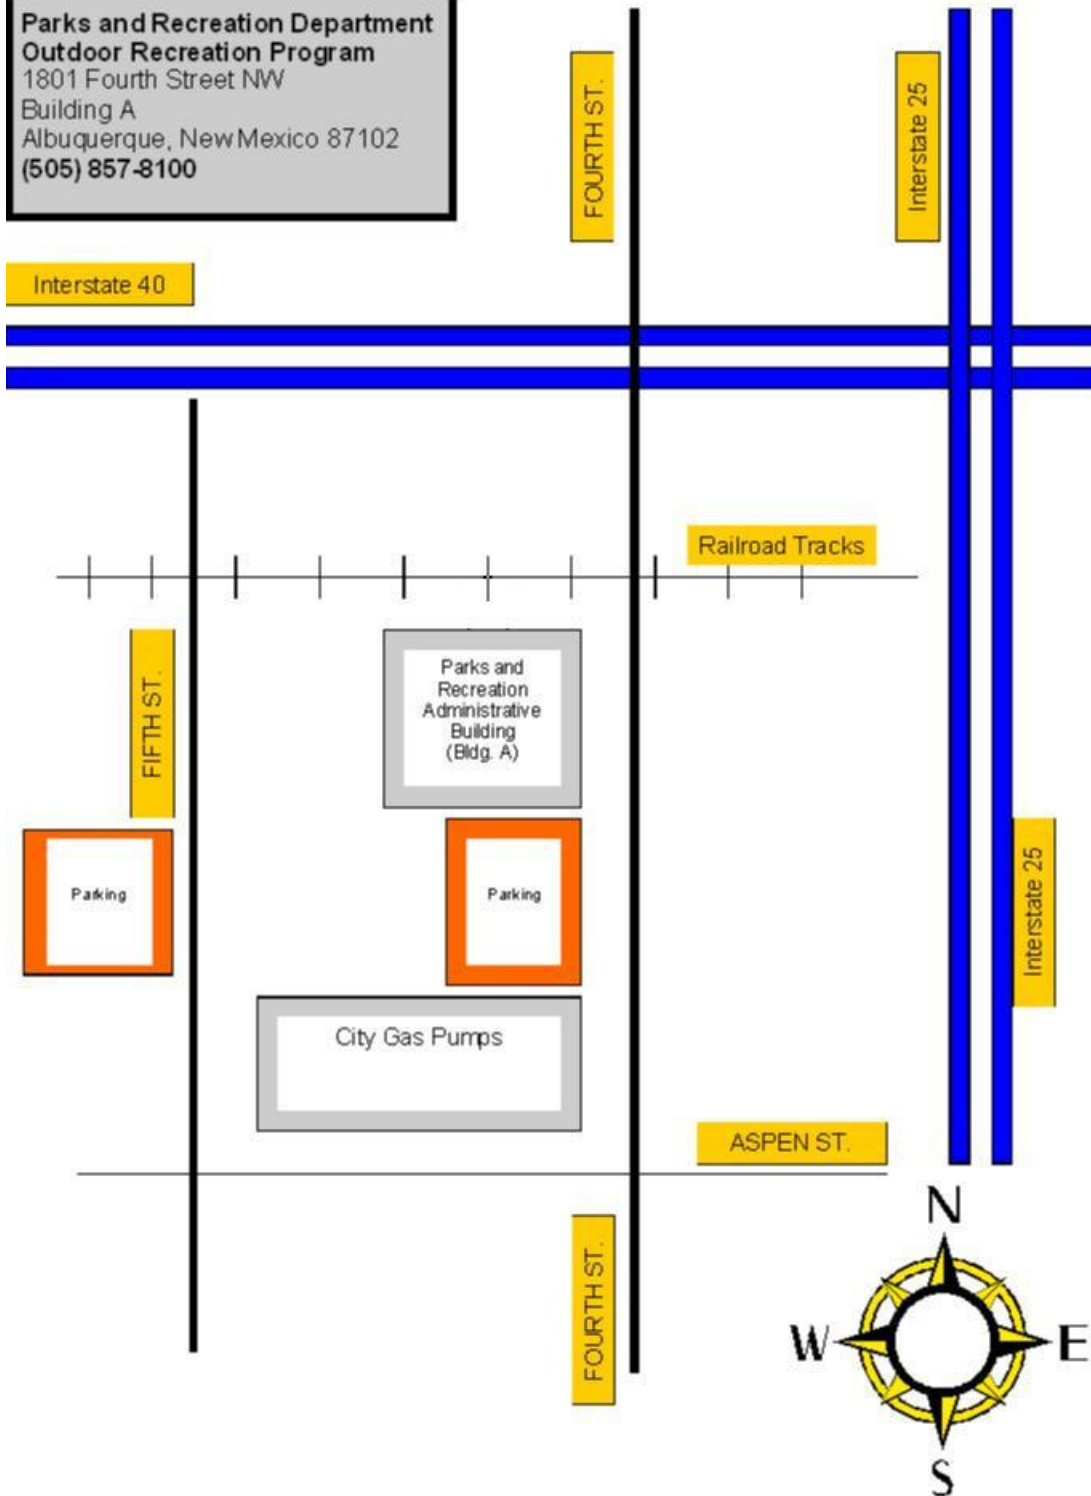 Parks and Recreation Department
Outdoor Recreation Program
1801 Fourth Street NW
Building A
Albuquerque, New Mexico 87102
(505) 857-8100
FOURTH ST.
Interstate 25
Interstate 40
Railroad Tracks
FIFTH ST.
Parks and
Recreation
Administrative
Building
(Bldg. A)
Parking
Parking
Interstate 25
City Gas Pumps
ASPEN ST.
FOURTH ST.
N
W
E
S